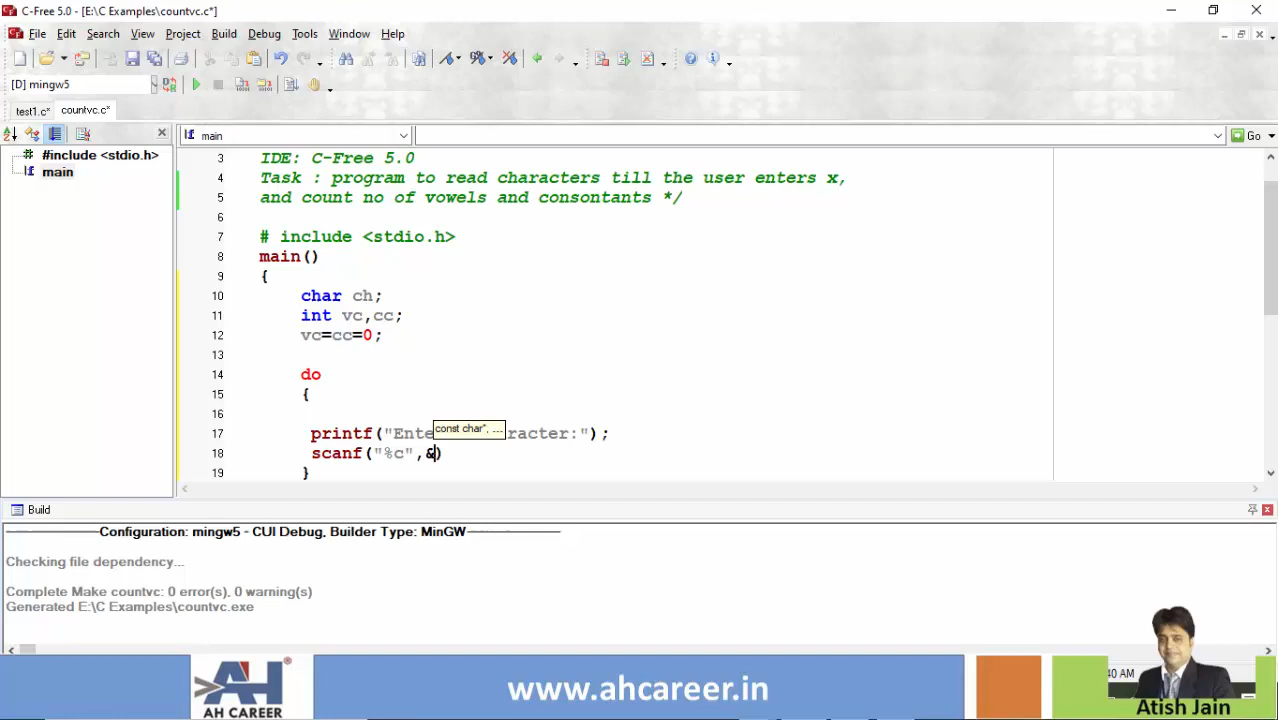 C-Free 5.0 - [E:\C Examples\countvc.c*]
File Edit Search View Project Build Debug Tools Window Help
[D] mingw5
test1.c* countvc.c*
main
Go
#include <stdio.h>
main
3 IDE: C-Free 5.0
4 Task : program to read characters till the user enters x,
5 and count no of vowels and consontants */
6
7 # include <stdio.h>
8 main()
9 {
10 char ch;
11 int vc,cc;
12 vc=cc=0;
13
14 do
15 {
16
const char*, ...
17 printf("Ente racter:");
18 scanf("%c",&)
19 }
Build
Configuration: mingw5 - CUI Debug, Builder Type: MinGW
Checking file dependency...
Complete Make countvc: 0 error(s), 0 warning(s)
Generated E:\C Examples\countvc.exe
AH
AH CAREER
www.ahcareer.in
40 AM
Atish Jain